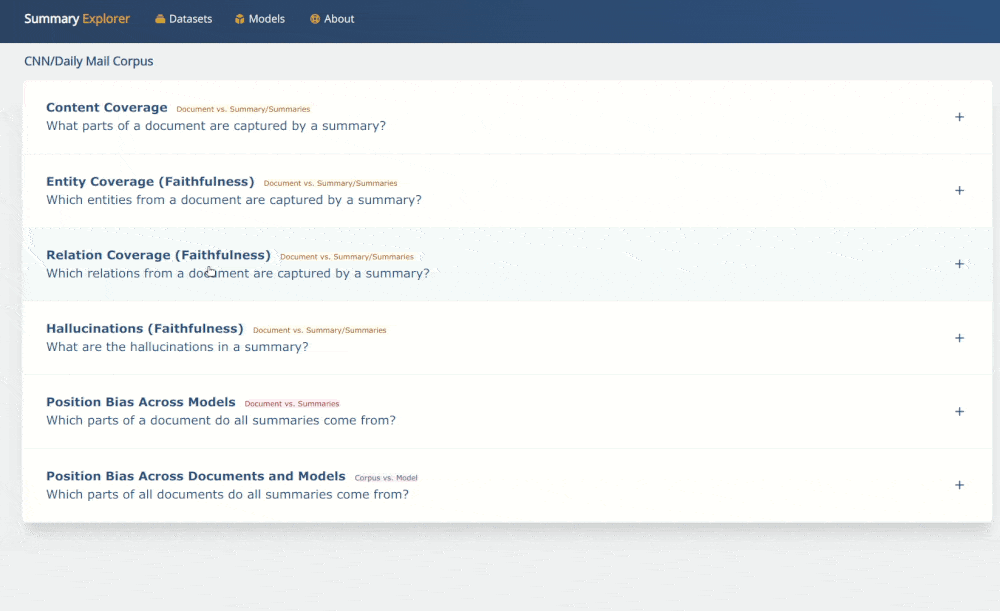 Summary Explorer Datasets Models About
CNN/Daily Mail Corpus
Content Coverage Document vs. Summary/Summaries
What parts of a document are captured by a summary?
+
Entity Coverage (Faithfulness) Document vs. Summary/Summaries
Which entities from a document are captured by a summary?
+
Relation Coverage (Faithfulness) Document vs. Summary/Summaries
Which relations from a document are captured by a summary?
+
Hallucinations (Faithfulness) Document vs. Summary/Summaries
What are the hallucinations in a summary?
+
Position Bias Across Models Document vs. Summaries
Which parts of a document do all summaries come from?
+
Position Bias Across Documents and Models Corpus vs. Model
Which parts of all documents do all summaries come from?
+